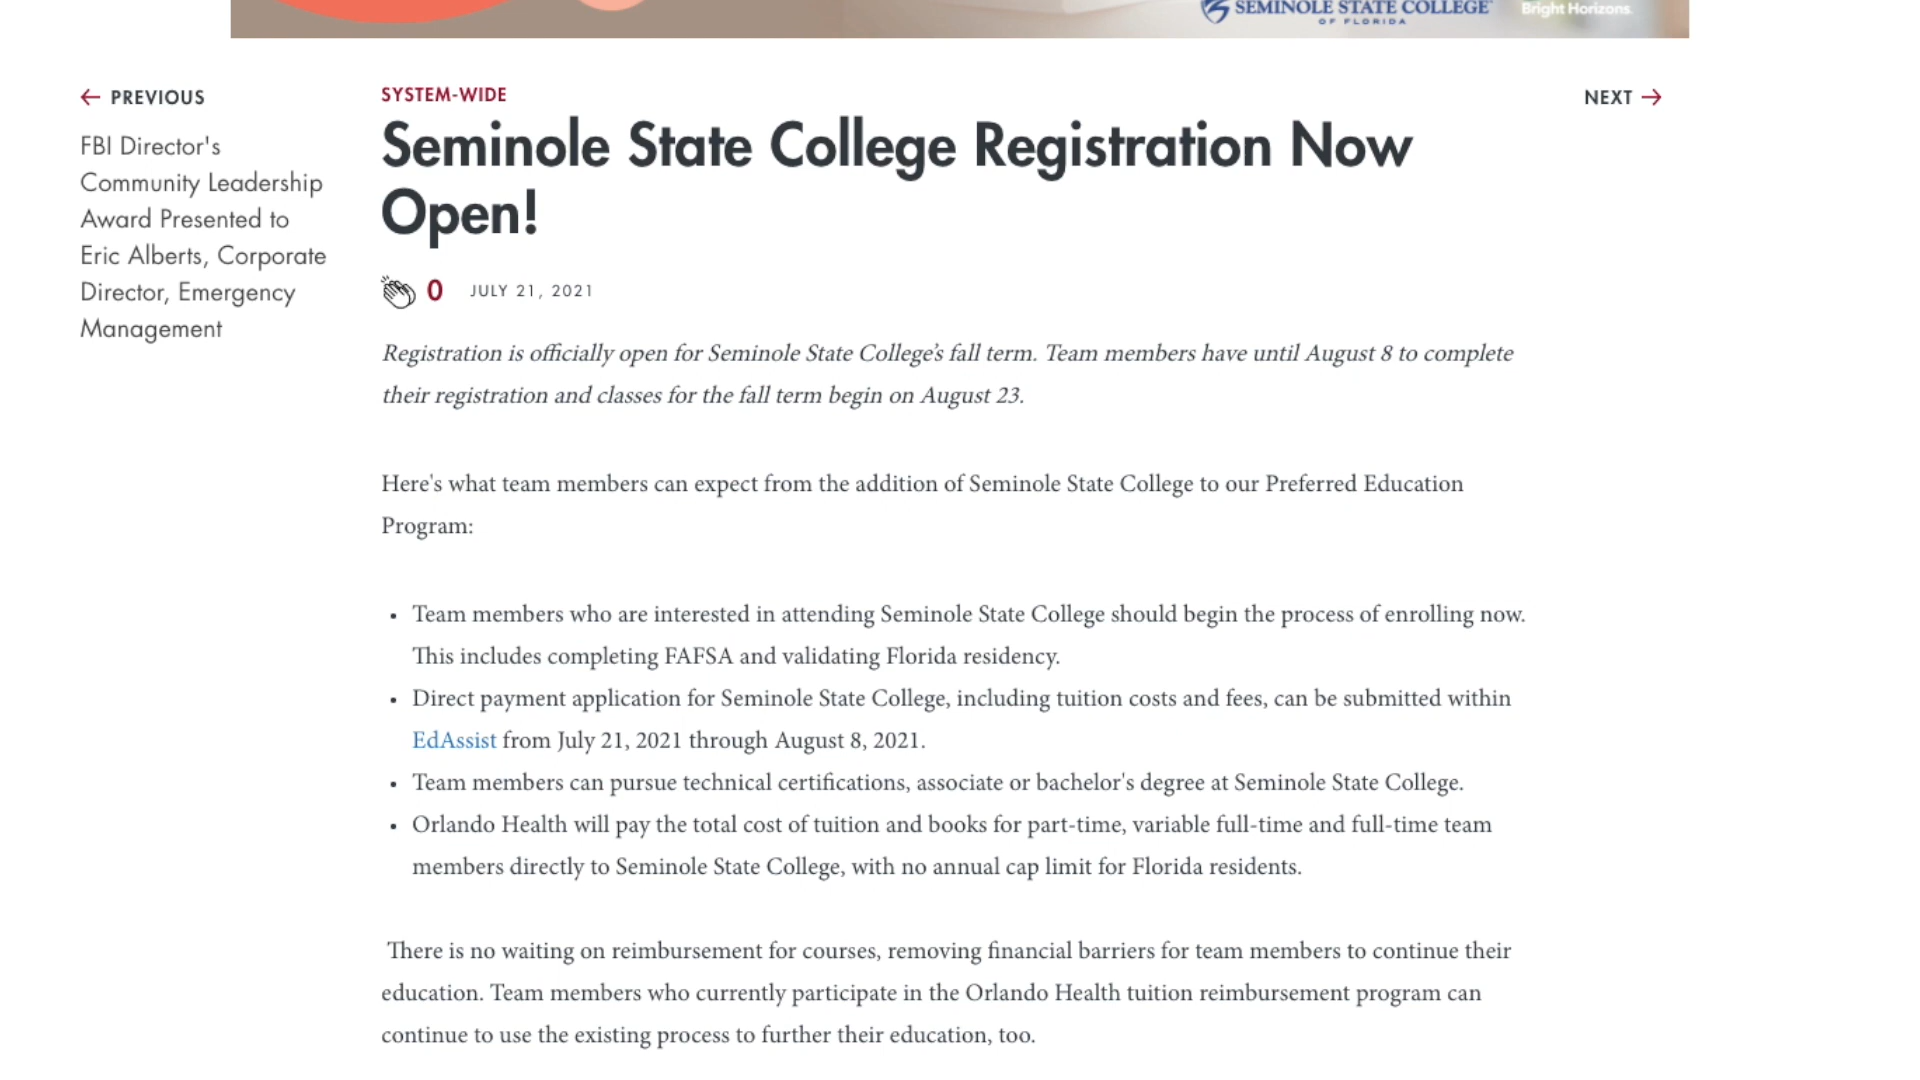 SEMINOLE STATE COLLEGE
OF FLORIDA
Bright Horizons.
← PREVIOUS
FBI Director's
Community Leadership
Award Presented to
Eric Alberts, Corporate
Director, Emergency
Management
SYSTEM-WIDE
Seminole State College Registration Now
Open!
0 JULY 21, 2021
Registration is officially open for Seminole State College’s fall term. Team members have until August 8 to complete
their registration and classes for the fall term begin on August 23.
Here's what team members can expect from the addition of Seminole State College to our Preferred Education
Program:
• Team members who are interested in attending Seminole State College should begin the process of enrolling now.
This includes completing FAFSA and validating Florida residency.
• Direct payment application for Seminole State College, including tuition costs and fees, can be submitted within
EdAssist from July 21, 2021 through August 8, 2021.
• Team members can pursue technical certifications, associate or bachelor's degree at Seminole State College.
• Orlando Health will pay the total cost of tuition and books for part-time, variable full-time and full-time team
members directly to Seminole State College, with no annual cap limit for Florida residents.
There is no waiting on reimbursement for courses, removing financial barriers for team members to continue their
education. Team members who currently participate in the Orlando Health tuition reimbursement program can
continue to use the existing process to further their education, too.
NEXT →